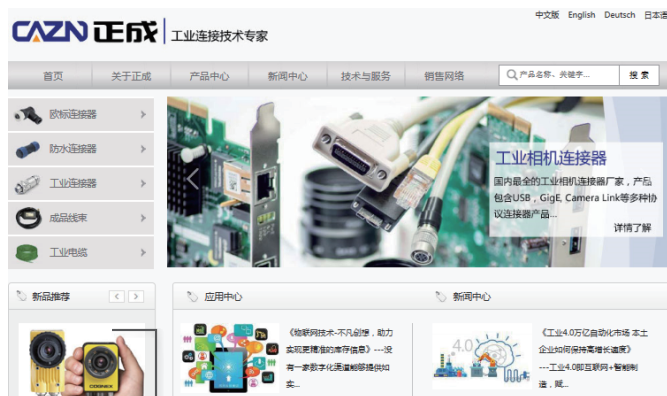 中文版 English Deutsch 日本语
CAZN 正成 工业连接技术专家
首页 关于正成 产品中心 新闻中心 技术与服务 销售网络 产品名称、关键字... 搜 索
欧标连接器
防水连接器
工业连接器
成品线束
工业电缆
工业相机连接器
国内最全的工业相机连接器厂家，产品
包含USB，GigE, Camera Link等多种协
议连接器产品...
详情了解
新品推荐
应用中心
新闻中心
《物联网技术-不凡创想，助力
实现更精准的库存信息》---没
有一家数字化渠道能够提供如
实...
4.0
《工业4.0万亿自动化市场 本土
企业如何保持高增长速度》
---工业4.0即互联网+智能制
造，赋...
COGNEX